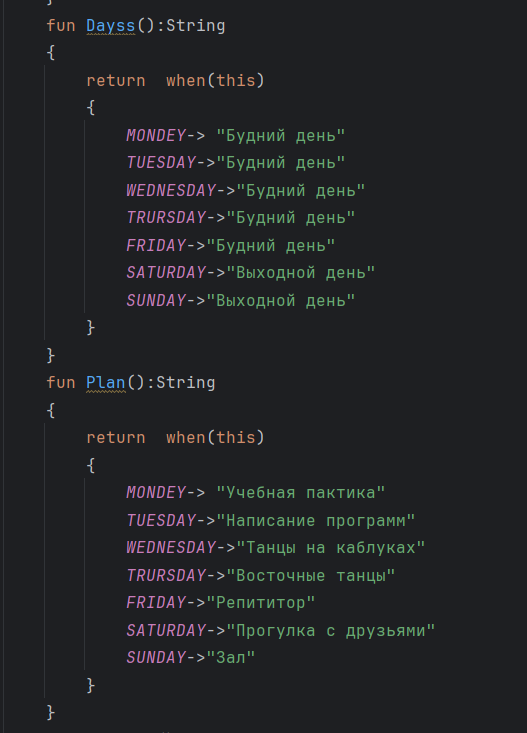 }
fun Dayss():String
{
return  when(this)
{
MONDEY-> "Будний день"
TUESDAY->"Будний день"
WEDNESDAY->"Будний день"
TRURSDAY->"Будний день"
FRIDAY->"Будний день"
SATURDAY->"Выходной день"
SUNDAY->"Выходной день"
}
}
fun Plan():String
{
return  when(this)
{
MONDEY-> "Учебная пактика"
TUESDAY->"Написание программ"
WEDNESDAY->"Танцы на каблуках"
TRURSDAY->"Восточные танцы"
FRIDAY->"Репититор"
SATURDAY->"Прогулка с друзьями"
SUNDAY->"Зал"
}
}